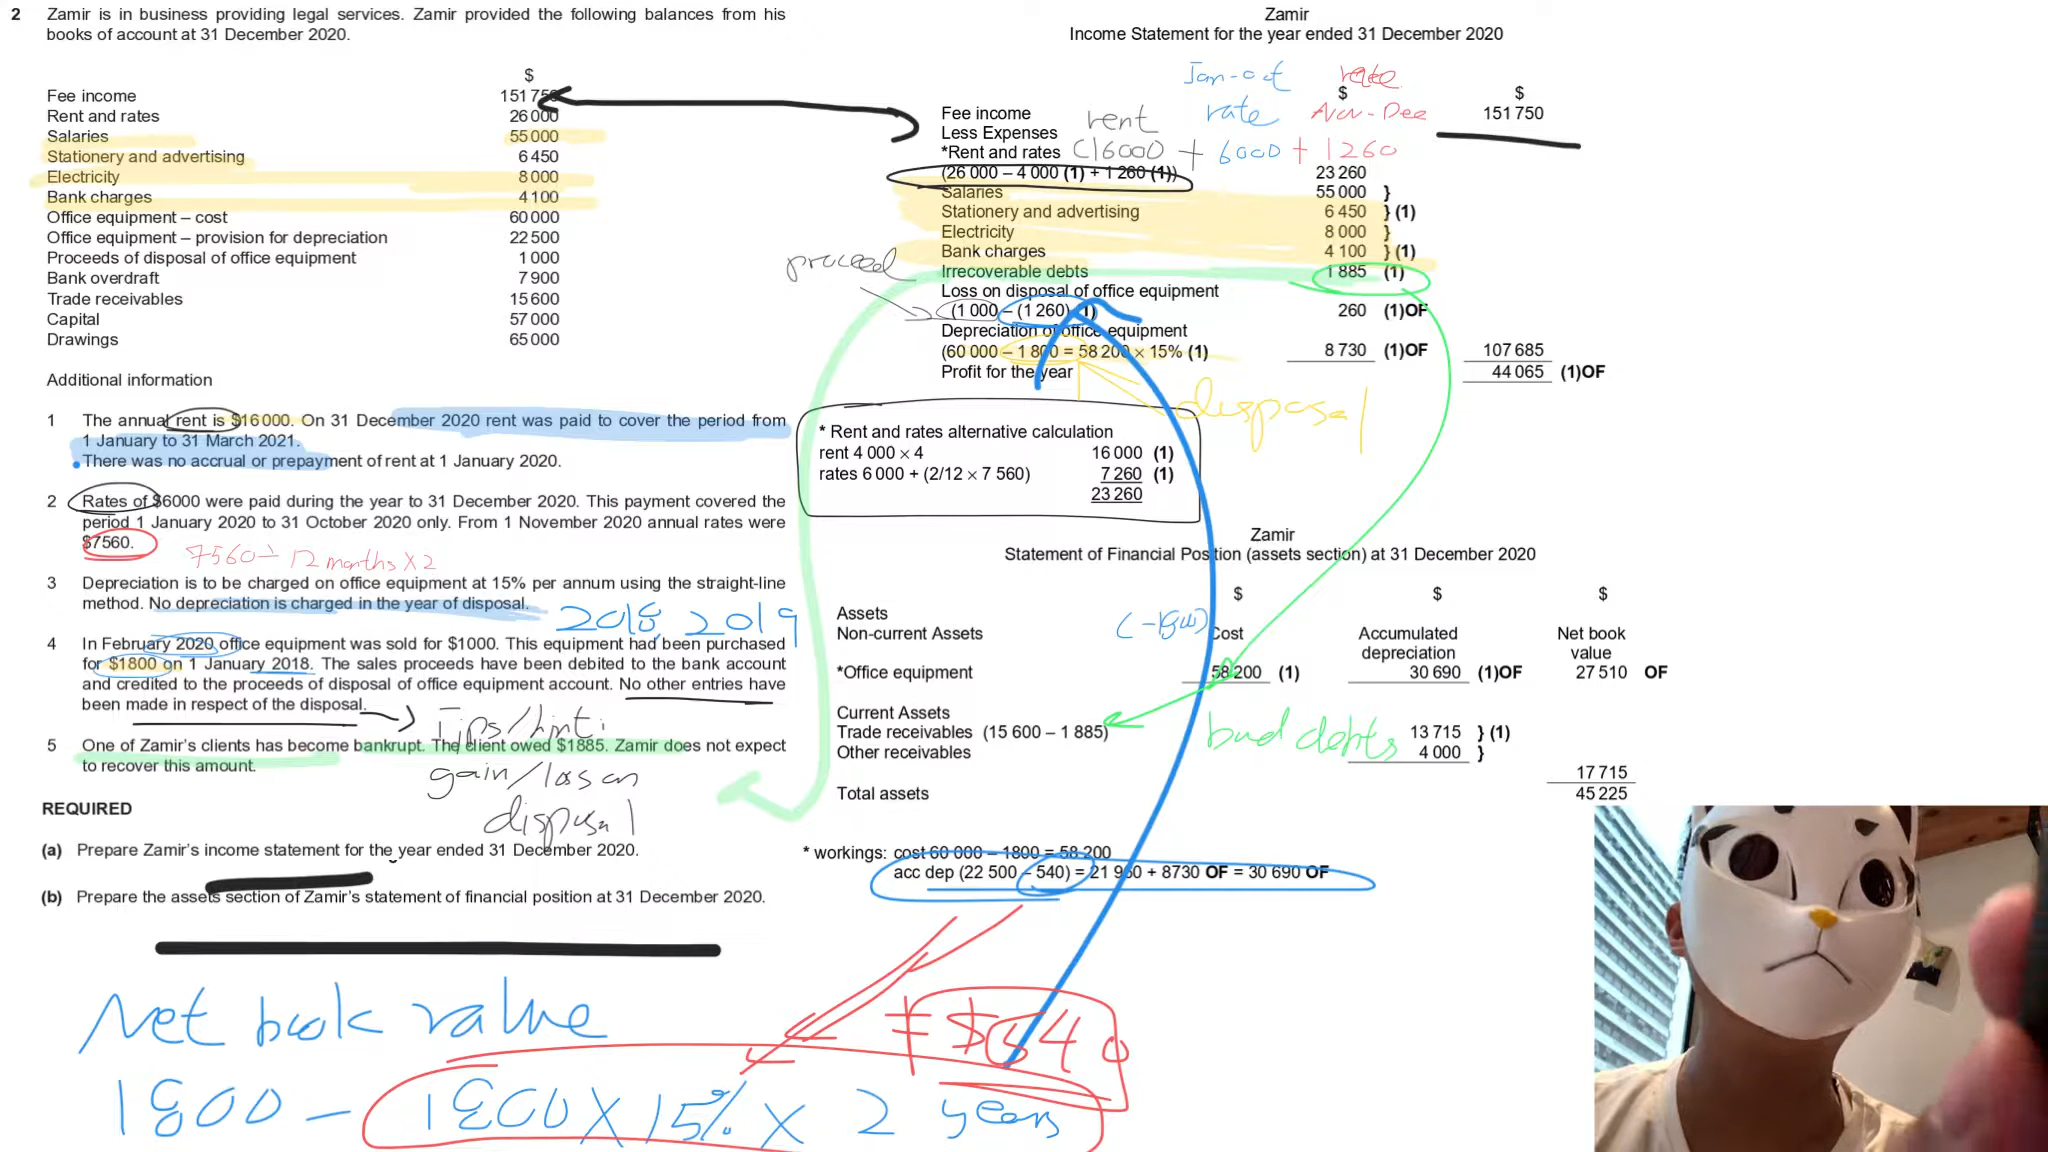 2 Zamir is in business providing legal services. Zamir provided the following balances from his
books of account at 31 December 2020.
$
Fee income 151 750
Rent and rates 26 000
Salaries 55 000
Stationery and advertising 6 450
Electricity 8 000
Bank charges 4 100
Office equipment – cost 60 000
Office equipment – provision for depreciation 22 500
Proceeds of disposal of office equipment 1 000
Bank overdraft 7 900
Trade receivables 15 600
Capital 57 000
Drawings 65 000
Additional information
1 The annual rent is $16 000. On 31 December 2020 rent was paid to cover the period from
1 January to 31 March 2021.
There was no accrual or prepayment of rent at 1 January 2020.
2 Rates of $6000 were paid during the year to 31 December 2020. This payment covered the
period 1 January 2020 to 31 October 2020 only. From 1 November 2020 annual rates were
$7560.
7560 ÷ 12 months X 2
3 Depreciation is to be charged on office equipment at 15% per annum using the straight-line
method. No depreciation is charged in the year of disposal.
2018, 2019
4 In February 2020 office equipment was sold for $1000. This equipment had been purchased
for $1800 on 1 January 2018. The sales proceeds have been debited to the bank account
and credited to the proceeds of disposal of office equipment account. No other entries have
been made in respect of the disposal.
Tips/hint:
gain/loss on
disposal
5 One of Zamir's clients has become bankrupt. The client owed $1885. Zamir does not expect
to recover this amount.
REQUIRED
(a) Prepare Zamir's income statement for the year ended 31 December 2020.
(b) Prepare the assets section of Zamir's statement of financial position at 31 December 2020.
Net book value
1800 – 1800 X 15% X 2 years
= $540
Zamir
Income Statement for the year ended 31 December 2020
Jan-oct rate
$ $
Fee income rent rate Nov-Dec 151 750
Less Expenses
*Rent and rates (16000 + 6000 + 1260
(26 000 – 4 000 (1) + 1 260 (1)) 23 260
Salaries 55 000 }
Stationery and advertising 6 450 } (1)
Electricity 8 000 }
Bank charges 4 100 } (1)
proceed
Irrecoverable debts 1 885 (1)
Loss on disposal of office equipment
(1 000 – (1 260) (1) 260 (1)OF
Depreciation of office equipment
(60 000 – 1 800 = 58 200 x 15% (1) 8 730 (1)OF 107 685
Profit for the year 44 065 (1)OF
disposal
* Rent and rates alternative calculation
rent 4 000 × 4 16 000 (1)
rates 6 000 + (2/12 × 7 560) 7 260 (1)
23 260
Zamir
Statement of Financial Position (assets section) at 31 December 2020
$ $ $
Assets
(-1800)
Non-current Assets Cost Accumulated Net book
depreciation value
*Office equipment 58 200 (1) 30 690 (1)OF 27 510 OF
Current Assets
Trade receivables (15 600 – 1 885) bad debts 13 715 } (1)
Other receivables 4 000 }
17 715
Total assets 45 225
* workings: cost 60 000 – 1800 = 58 200
acc dep (22 500 – 540) = 21 960 + 8730 OF = 30 690 OF